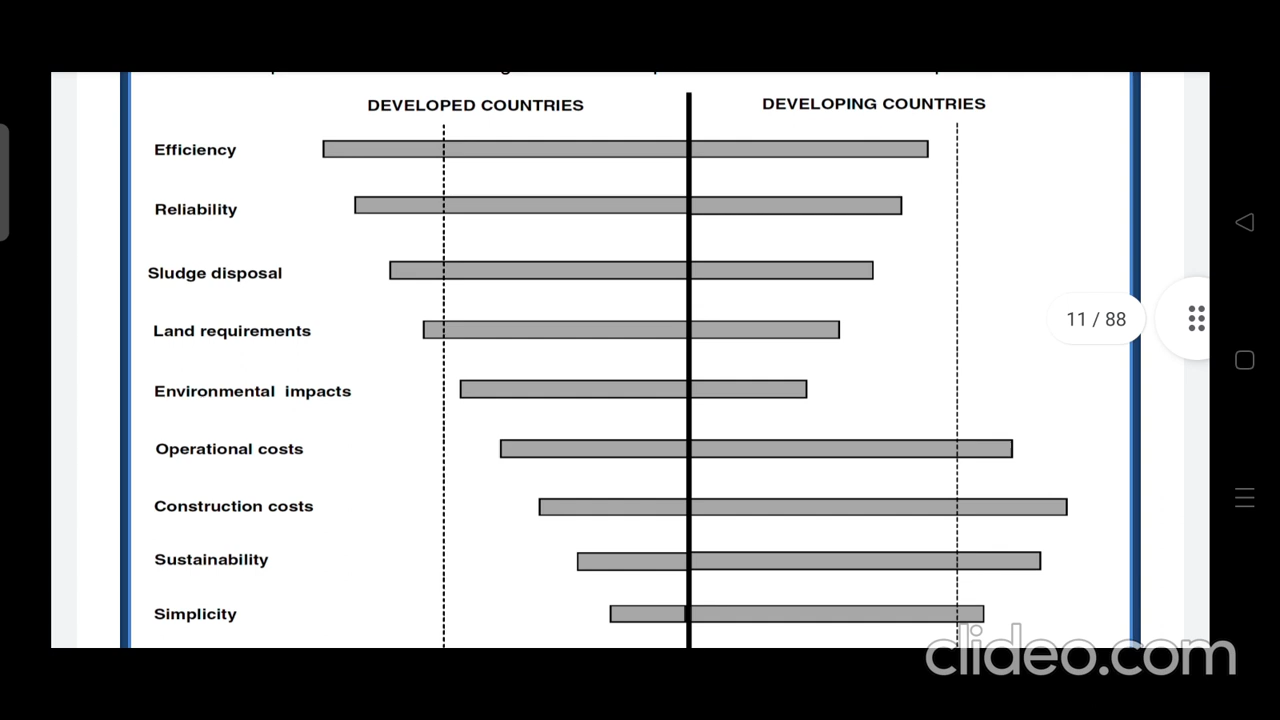 DEVELOPED COUNTRIES
DEVELOPING COUNTRIES
Efficiency
Reliability
Sludge disposal
Land requirements
11 / 88
Environmental impacts
Operational costs
Construction costs
Sustainability
Simplicity
clideo.com